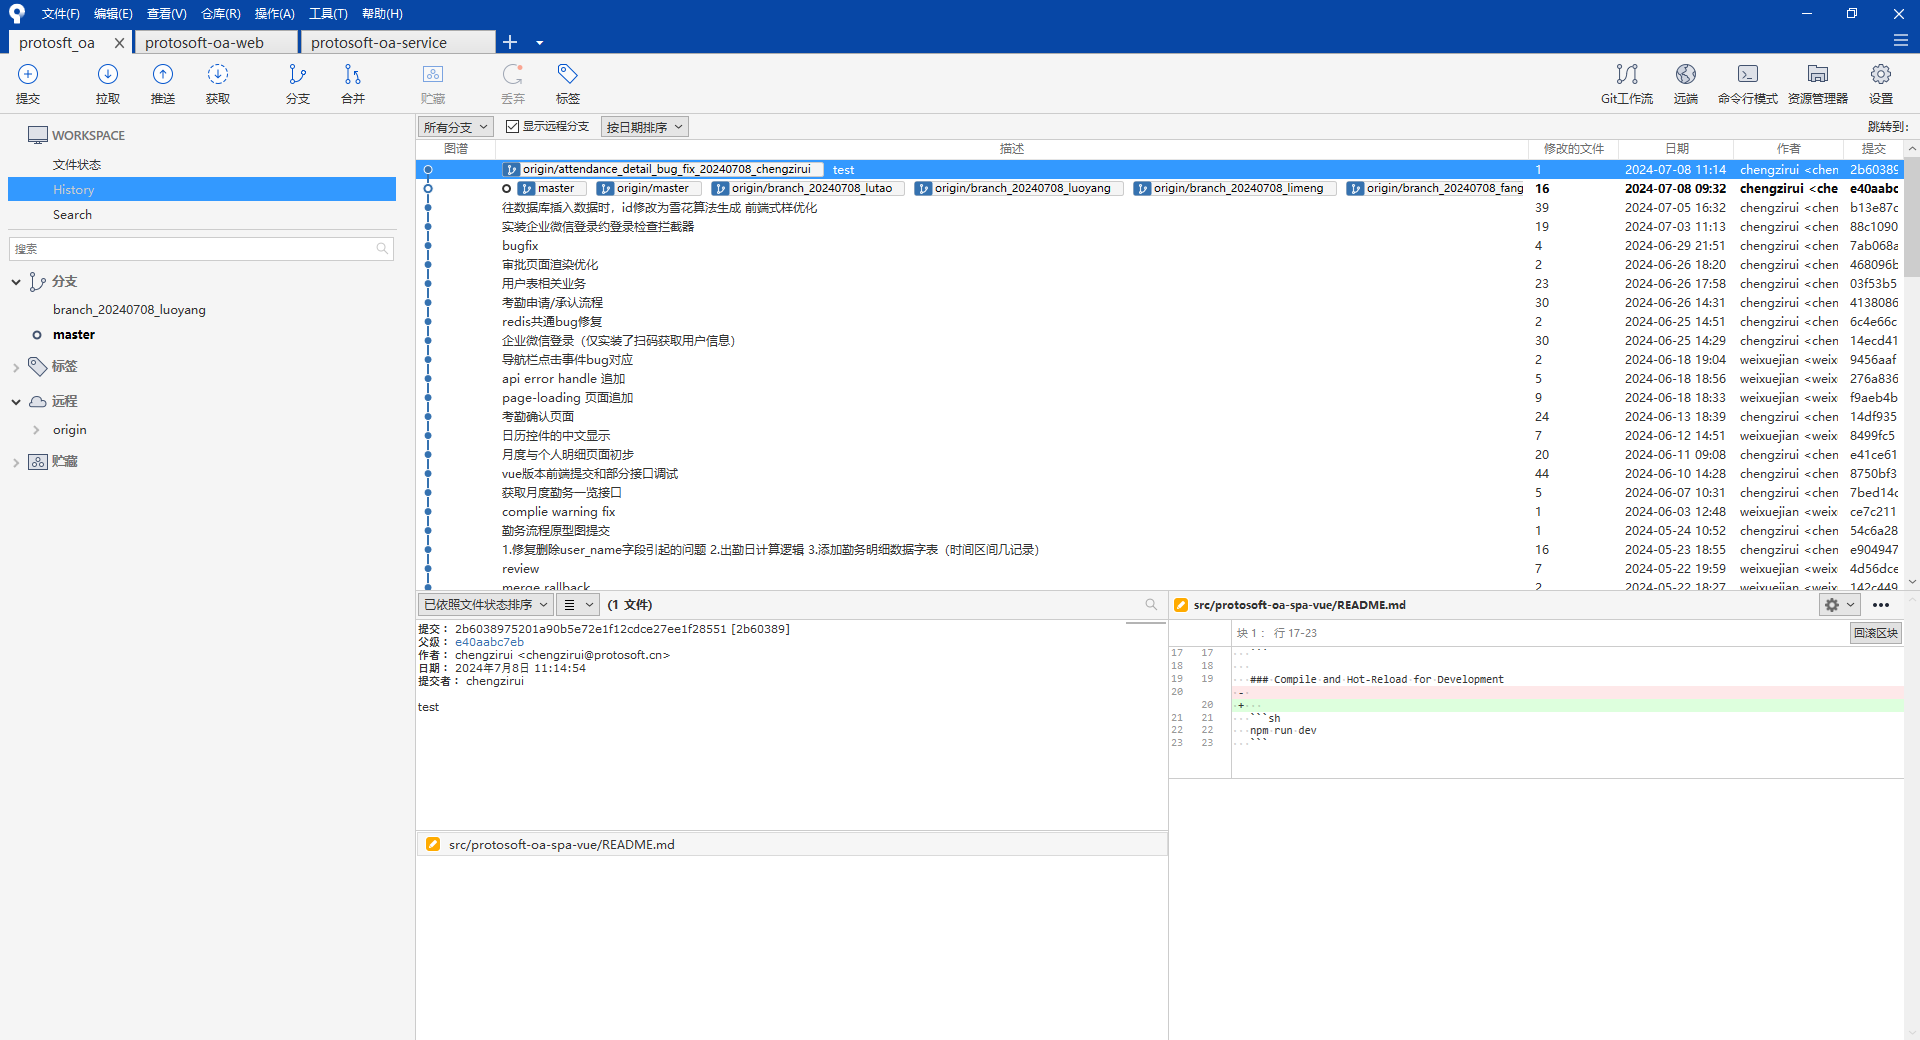 文件(F) 编辑(E) 查看(V) 仓库(R) 操作(A) 工具(T) 帮助(H)
protosft_oa protosoft-oa-web protosoft-oa-service
提交 拉取 推送 获取 分支 合并 贮藏 丢弃 标签 Git工作流 远端 命令行模式 资源管理器 设置
WORKSPACE
文件状态
History
Search
搜索
分支
branch_20240708_luoyang
master
标签
远程
origin
贮藏
所有分支 显示远程分支 按日期排序 跳转到:
图谱 描述 修改的文件 日期 作者 提交
origin/attendance_detail_bug_fix_20240708_chengzirui test 1 2024-07-08 11:14 chengzirui <chen 2b60389
master origin/master origin/branch_20240708_lutao origin/branch_20240708_luoyang origin/branch_20240708_limeng origin/branch_20240708_fang 16 2024-07-08 09:32 chengzirui <che e40aabc
往数据库插入数据时，id修改为雪花算法生成 前端式样优化 39 2024-07-05 16:32 chengzirui <chen b13e87c
实装企业微信登录约登录检查拦截器 19 2024-07-03 11:13 chengzirui <chen 88c1090
bugfix 4 2024-06-29 21:51 chengzirui <chen 7ab068a
审批页面渲染优化 2 2024-06-26 18:20 chengzirui <chen 468096b
用户表相关业务 23 2024-06-26 17:58 chengzirui <chen 03f53b5
考勤申请/承认流程 30 2024-06-26 14:31 chengzirui <chen 4138086
redis共通bug修复 2 2024-06-25 14:51 chengzirui <chen 6c4e66c
企业微信登录（仅实装了扫码获取用户信息） 30 2024-06-25 14:29 chengzirui <chen 14ecd41
导航栏点击事件bug对应 2 2024-06-18 19:04 weixuejian <weix 9456aaf
api error handle 追加 5 2024-06-18 18:56 weixuejian <weix 276a836
page-loading 页面追加 9 2024-06-18 18:33 weixuejian <weix f9aeb4b
考勤确认页面 24 2024-06-13 18:39 chengzirui <chen 14df935
日历控件的中文显示 7 2024-06-12 14:51 weixuejian <weix 8499fc5
月度与个人明细页面初步 20 2024-06-11 09:08 weixuejian <weix e41ce61
vue版本前端提交和部分接口调试 44 2024-06-10 14:28 chengzirui <chen 8750bf3
获取月度勤务一览接口 5 2024-06-07 10:31 chengzirui <chen 7bed14c
complie warning fix 1 2024-06-03 12:48 weixuejian <weix ce7c211
勤务流程原型图提交 1 2024-05-24 10:52 chengzirui <chen 54c6a28
1.修复删除user_name字段引起的问题 2.出勤日计算逻辑 3.添加勤务明细数据字表（时间区间几记录） 16 2024-05-23 18:55 chengzirui <chen e904947
review 7 2024-05-22 19:59 weixuejian <weix 4d56dce
merge rallback 2 2024-05-22 18:27 weixuejian <weix 142c449
已依照文件状态排序 (1 文件)
提交： 2b6038975201a90b5e72e1f12cdce27ee1f28551 [2b60389]
父级： e40aabc7eb
作者： chengzirui <chengzirui@protosoft.cn>
日期： 2024年7月8日 11:14:54
提交者： chengzirui
test
src/protosoft-oa-spa-vue/README.md
src/protosoft-oa-spa-vue/README.md
块 1： 行 17-23 回滚区块
17 17 ```
18 18
19 19 ### Compile and Hot-Reload for Development
20 -
20 +
21 21 ```sh
22 22 npm run dev
23 23 ```